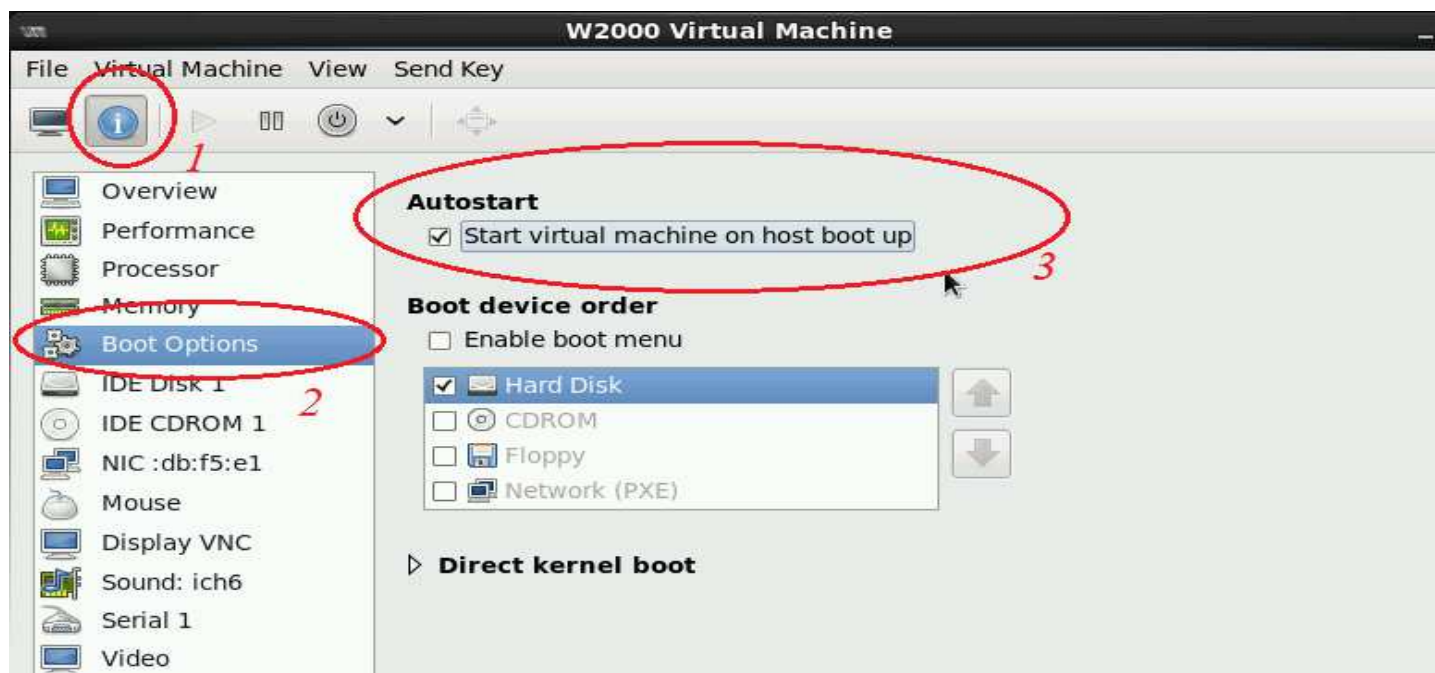 vm W2000 Virtual Machine
File Virtual Machine View Send Key
1
Overview
Performance
Processor
Memory
Boot Options
IDE Disk 1
2
IDE CDROM 1
NIC :db:f5:e1
Mouse
Display VNC
Sound: ich6
Serial 1
Video
Autostart
Start virtual machine on host boot up
3
Boot device order
Enable boot menu
Hard Disk
CDROM
Floppy
Network (PXE)
Direct kernel boot